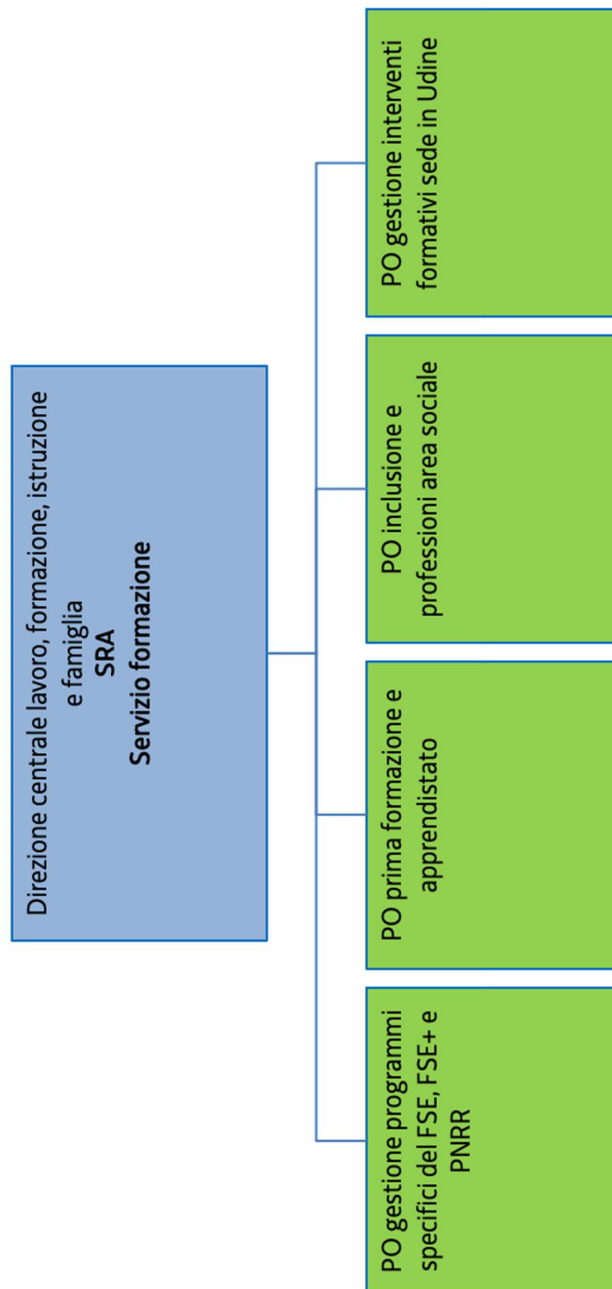 Direzione centrale lavoro, formazione, istruzione
e famiglia
SRA
Servizio formazione
PO gestione programmi
specifici del FSE, FSE+ e
PNRR
PO prima formazione e
apprendistato
PO inclusione e
professioni area sociale
PO gestione interventi
formativi sede in Udine